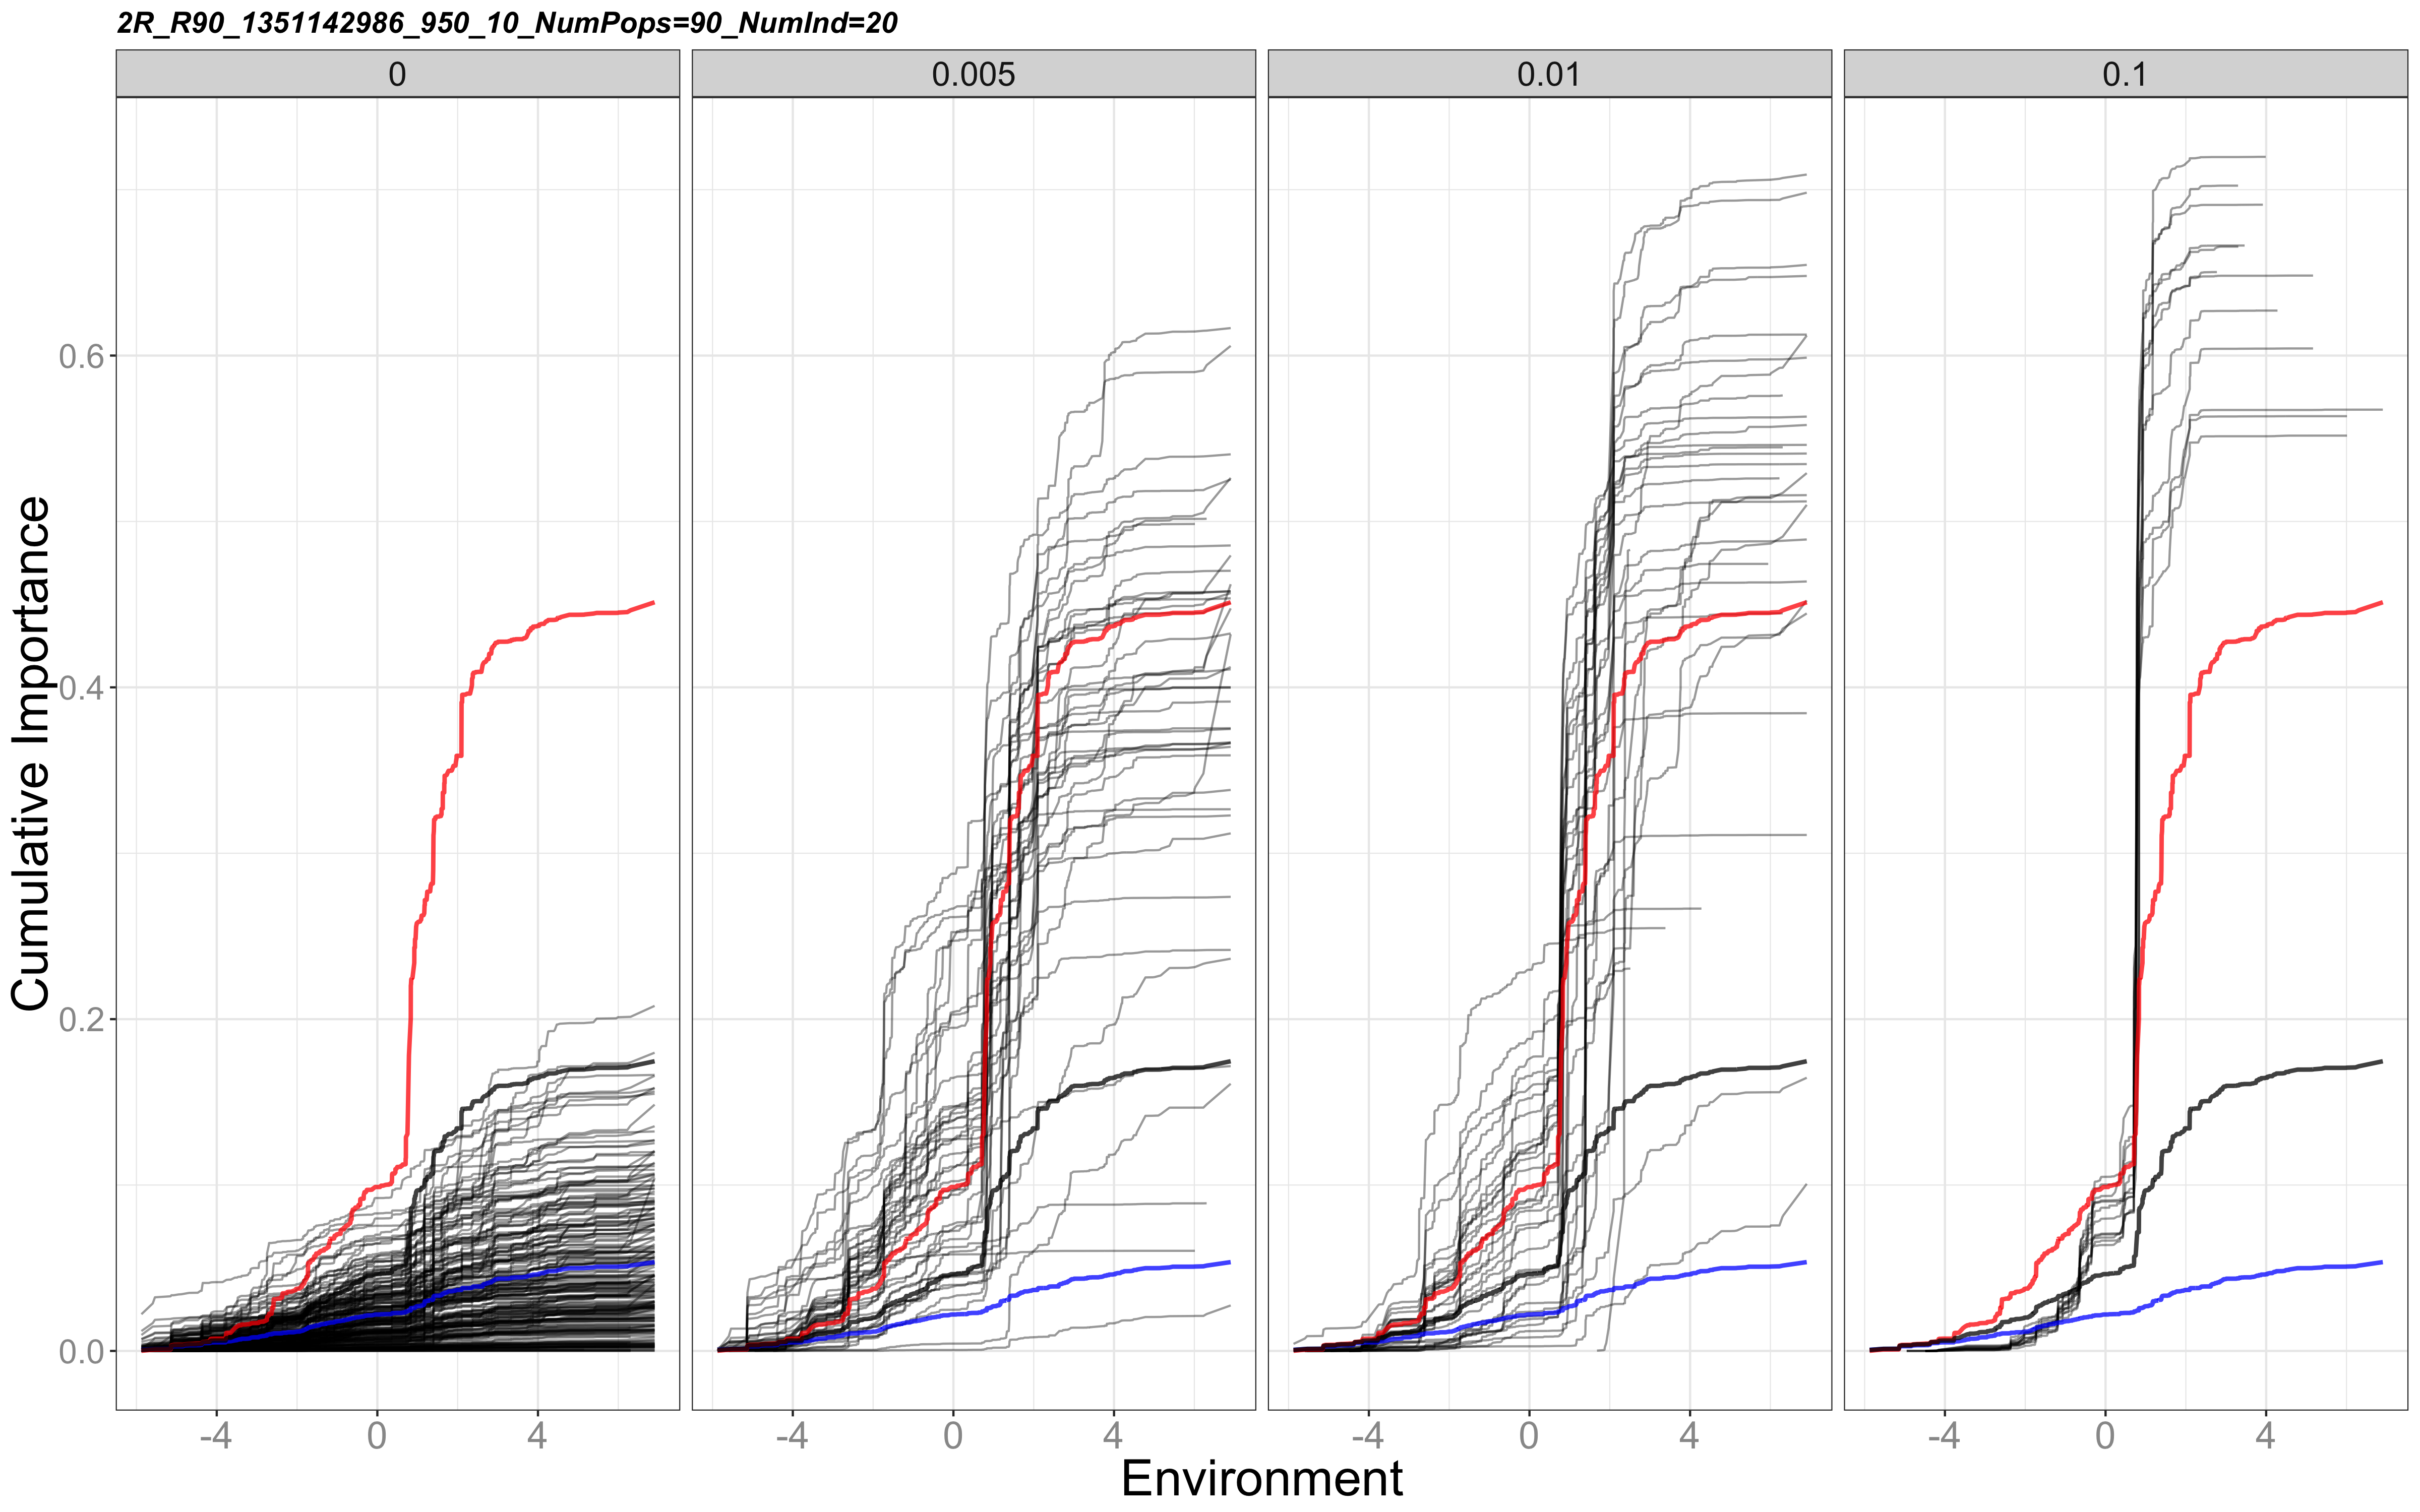 2R_R90_1351142986_950_10_NumPops=90_NumInd=20
0 0.005 0.01 0.1
Cumulative Importance
0.6
0.4
0.2
0.0
-4 0 4 -4 0 4 -4 0 4 -4 0 4
Environment